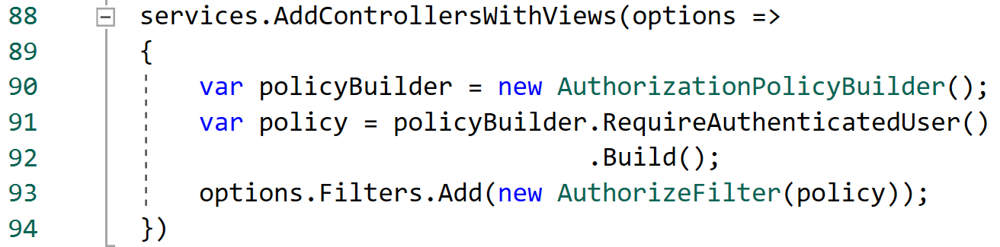 88 services.AddControllersWithViews(options =>
89 {
90 var policyBuilder = new AuthorizationPolicyBuilder();
91 var policy = policyBuilder.RequireAuthenticatedUser()
92 .Build();
93 options.Filters.Add(new AuthorizeFilter(policy));
94 })